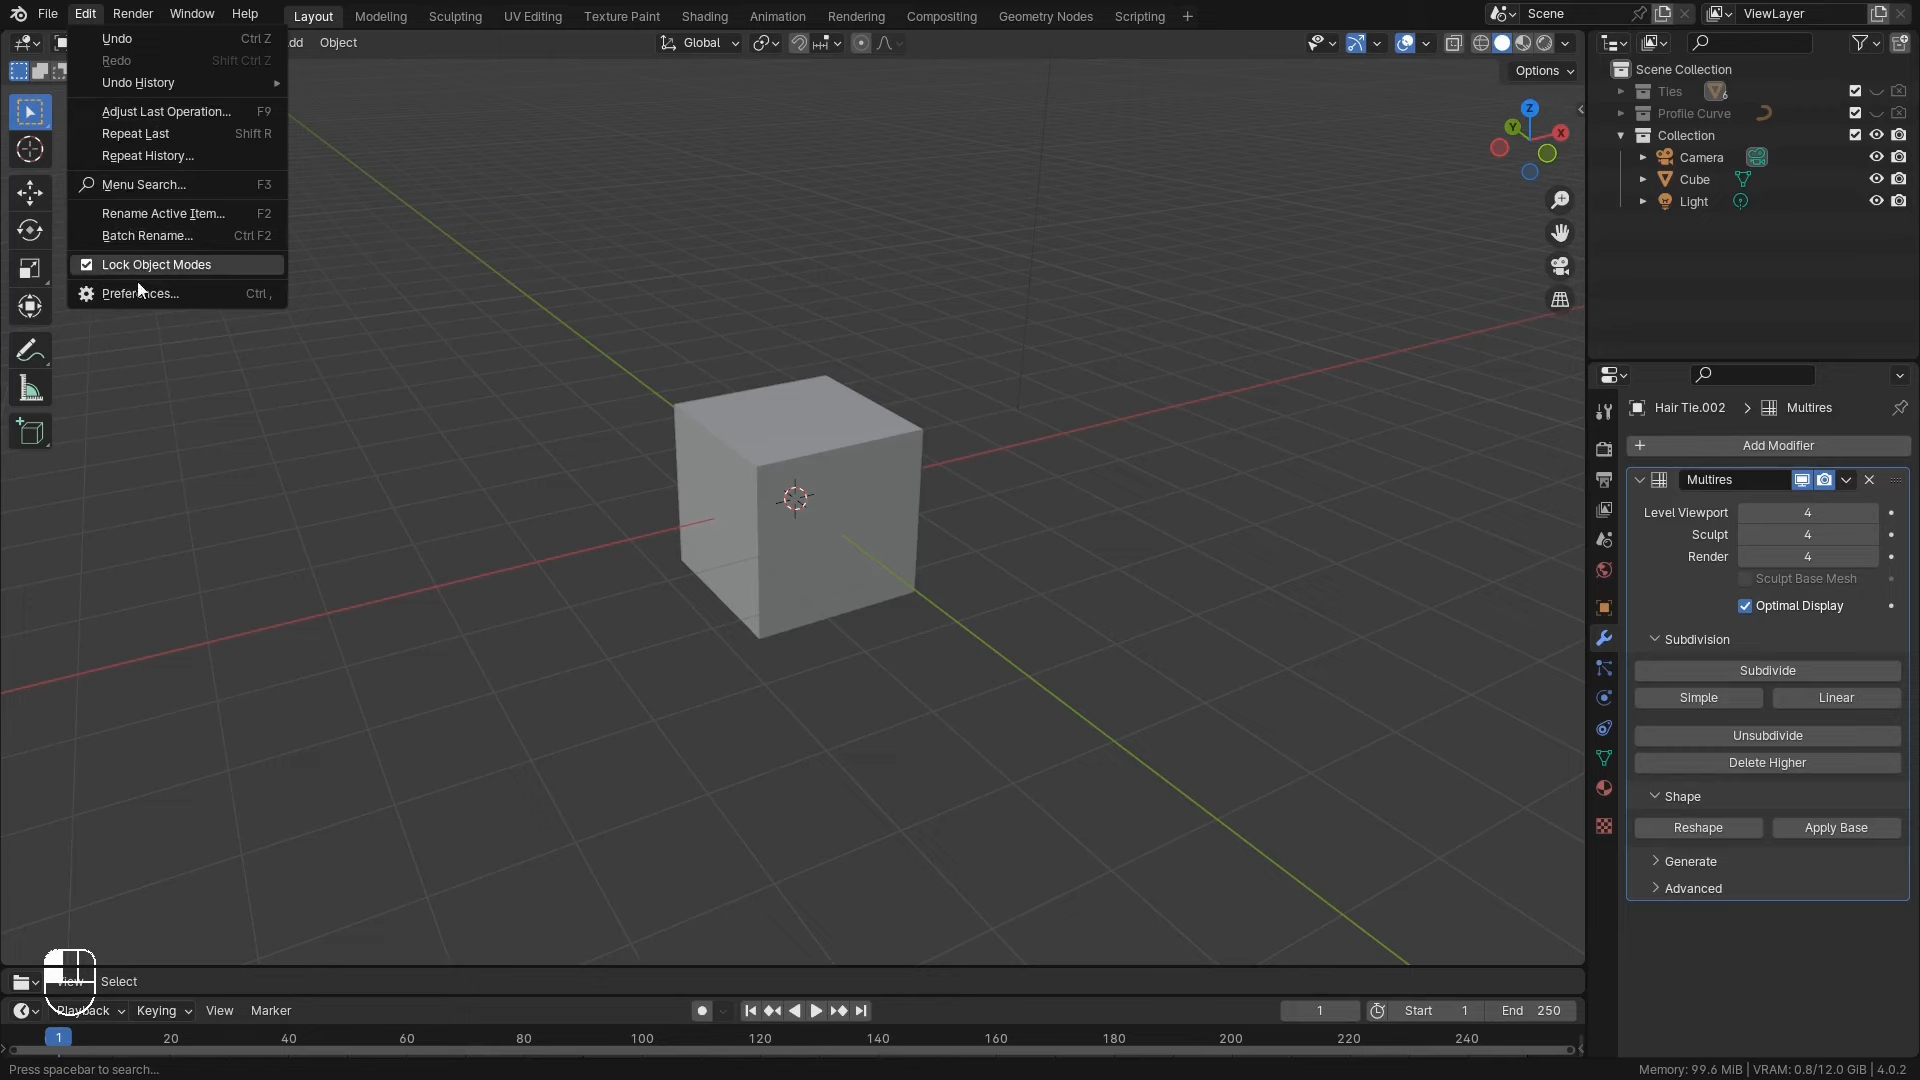 File Edit Render Window Help Layout Modeling Sculpting UV Editing Texture Paint Shading Animation Rendering Compositing Geometry Nodes Scripting + Scene ViewLayer
dd Object Global
Options
Undo Ctrl Z
Redo Shift Ctrl Z
Undo History
Adjust Last Operation... F9
Repeat Last Shift R
Repeat History...
Menu Search... F3
Rename Active Item... F2
Batch Rename... Ctrl F2
Lock Object Modes
Preferences... Ctrl ,
Z
Y X
Scene Collection
Ties 6
Profile Curve
Collection
Camera
Cube
Light
Hair Tie.002 > Multires
+ Add Modifier
Multires
Level Viewport 4
Sculpt 4
Render 4
Sculpt Base Mesh
Optimal Display
Subdivision
Subdivide
Simple Linear
Unsubdivide
Delete Higher
Shape
Reshape Apply Base
Generate
Advanced
View Select
Playback Keying View Marker 1 Start 1 End 250
1 20 40 60 80 100 120 140 160 180 200 220 240
Press spacebar to search...
Memory: 99.6 MiB | VRAM: 0.8/12.0 GiB | 4.0.2